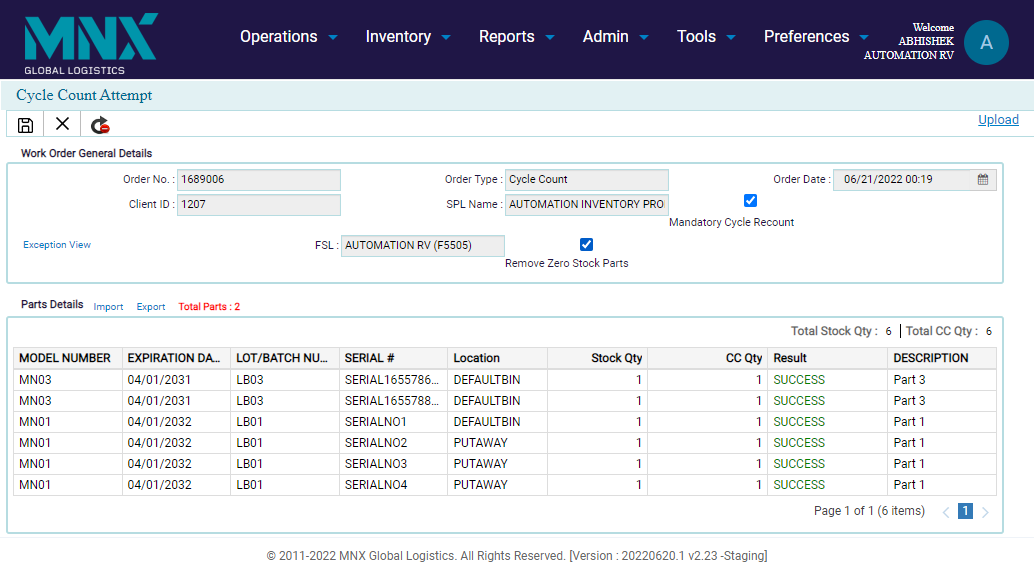 MNX
GLOBAL LOGISTICS
Operations Inventory Reports Admin Tools Preferences
Welcome
ABHISHEK
AUTOMATION RV
A
Cycle Count Attempt
Upload
Work Order General Details
Order No. : 1689006 Order Type : Cycle Count Order Date : 06/21/2022 00:19
Client ID : 1207 SPL Name : AUTOMATION INVENTORY PRO
Mandatory Cycle Recount
Exception View FSL : AUTOMATION RV (F5505)
Remove Zero Stock Parts
Parts Details Import Export Total Parts : 2
Total Stock Qty : 6 | Total CC Qty : 6
MODEL NUMBER EXPIRATION DA... LOT/BATCH NU... SERIAL # Location Stock Qty CC Qty Result DESCRIPTION
MN03 04/01/2031 LB03 SERIAL1655786... DEFAULTBIN 1 1 SUCCESS Part 3
MN03 04/01/2031 LB03 SERIAL1655788... DEFAULTBIN 1 1 SUCCESS Part 3
MN01 04/01/2032 LB01 SERIALNO1 DEFAULTBIN 1 1 SUCCESS Part 1
MN01 04/01/2032 LB01 SERIALNO2 PUTAWAY 1 1 SUCCESS Part 1
MN01 04/01/2032 LB01 SERIALNO3 PUTAWAY 1 1 SUCCESS Part 1
MN01 04/01/2032 LB01 SERIALNO4 PUTAWAY 1 1 SUCCESS Part 1
Page 1 of 1 (6 items) 1
© 2011-2022 MNX Global Logistics. All Rights Reserved. [Version : 20220620.1 v2.23 -Staging]